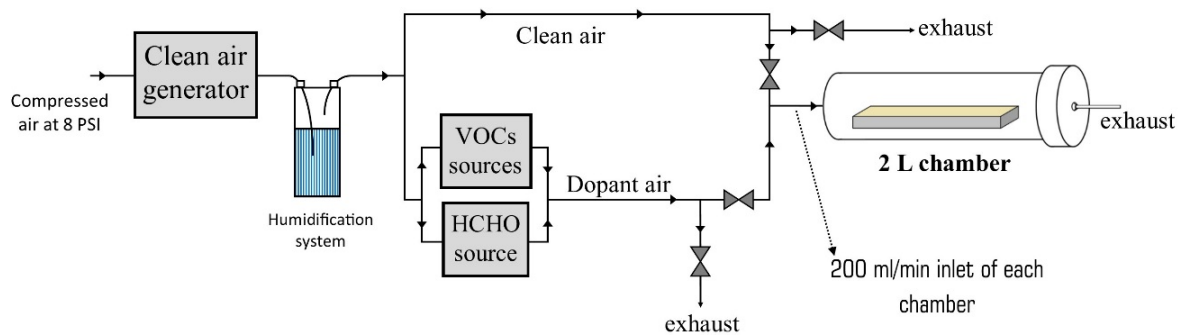 Clean air
generator
Compressed
air at 8 PSI
Humidification
system
Clean air
VOCs
sources
HCHO
source
Dopant air
exhaust
exhaust
exhaust
2 L chamber
200 ml/min inlet of each
chamber